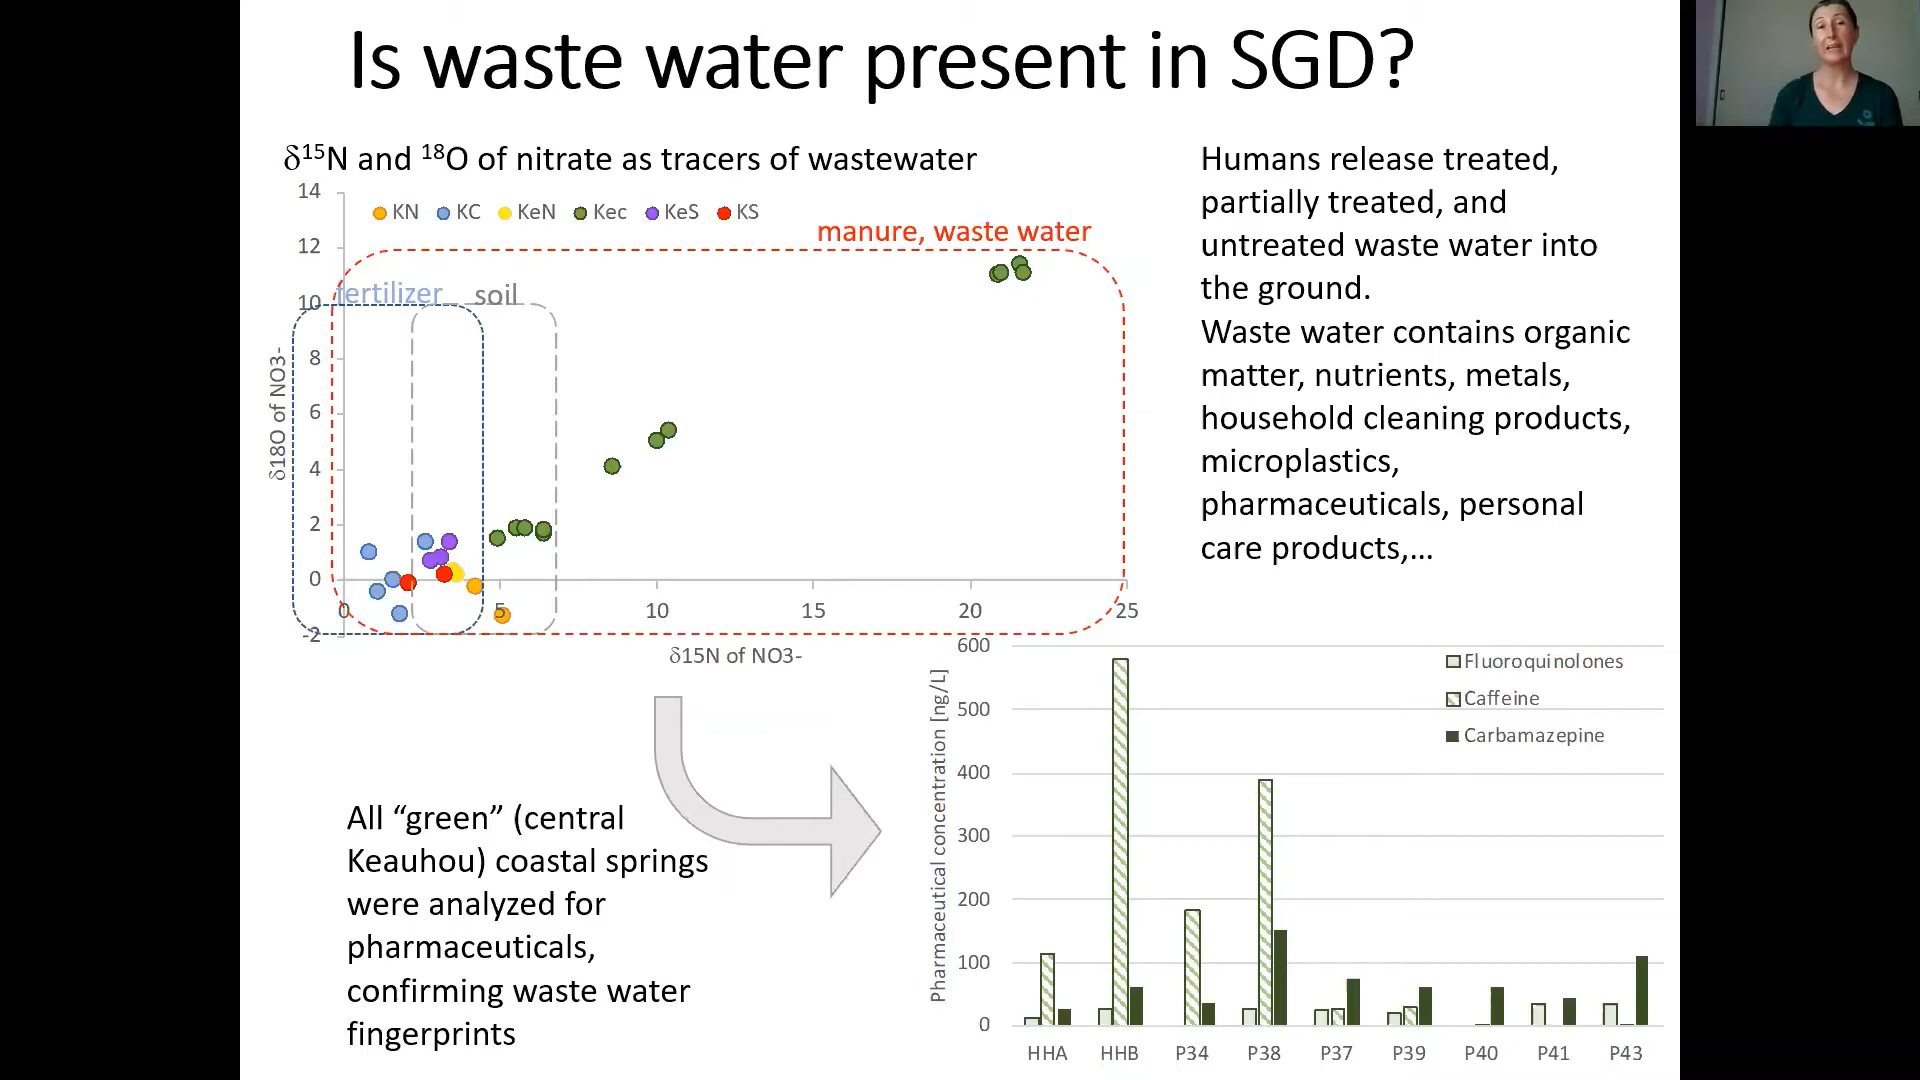 Is waste water present in SGD?
δ15N and 18O of nitrate as tracers of wastewater
14
KN KC KeN Kec KeS KS
12
manure, waste water
fertilizer soil
10
8
6
4
2
0
-2
δ18O of NO3-
0 5 10 15 20 25
δ15N of NO3-
Humans release treated,
partially treated, and
untreated waste water into
the ground.
Waste water contains organic
matter, nutrients, metals,
household cleaning products,
microplastics,
pharmaceuticals, personal
care products,...
All “green” (central
Keauhou) coastal springs
were analyzed for
pharmaceuticals,
confirming waste water
fingerprints
Pharmaceutical concentration [ng/L]
600
500
400
300
200
100
0
Fluoroquinolones
Caffeine
Carbamazepine
HHA HHB P34 P38 P37 P39 P40 P41 P43